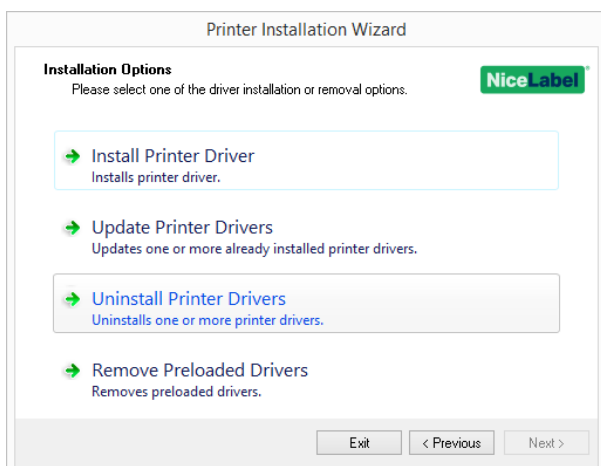 Printer Installation Wizard
Installation Options
Please select one of the driver installation or removal options.
NiceLabel
Install Printer Driver
Installs printer driver.
Update Printer Drivers
Updates one or more already installed printer drivers.
Uninstall Printer Drivers
Uninstalls one or more printer drivers.
Remove Preloaded Drivers
Removes preloaded drivers.
Exit
< Previous
Next >